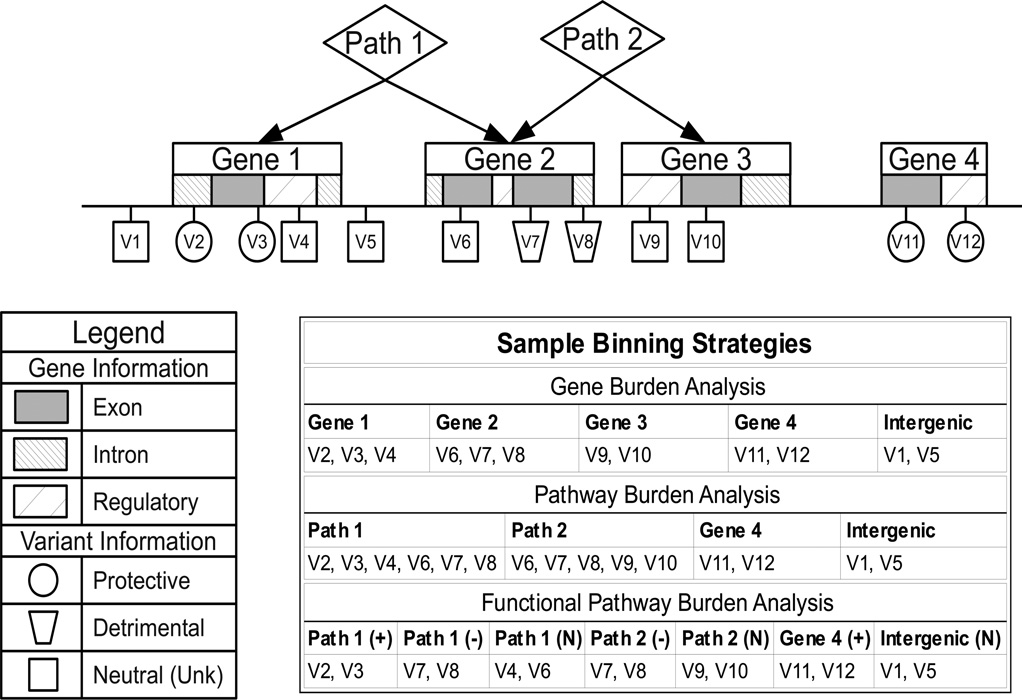 Path 1
Path 2
Gene 1
Gene 2
Gene 3
Gene 4
V1
V2
V3
V4
V5
V6
V7
V8
V9
V10
V11
V12
Legend
Gene Information
Exon
Intron
Regulatory
Variant Information
Protective
Detrimental
Neutral (Unk)
Sample Binning Strategies
Gene Burden Analysis
Gene 1 Gene 2 Gene 3 Gene 4 Intergenic
V2, V3, V4 V6, V7, V8 V9, V10 V11, V12 V1, V5
Pathway Burden Analysis
Path 1 Path 2 Gene 4 Intergenic
V2, V3, V4, V6, V7, V8 V6, V7, V8, V9, V10 V11, V12 V1, V5
Functional Pathway Burden Analysis
Path 1 (+) Path 1 (-) Path 1 (N) Path 2 (-) Path 2 (N) Gene 4 (+) Intergenic (N)
V2, V3 V7, V8 V4, V6 V7, V8 V9, V10 V11, V12 V1, V5